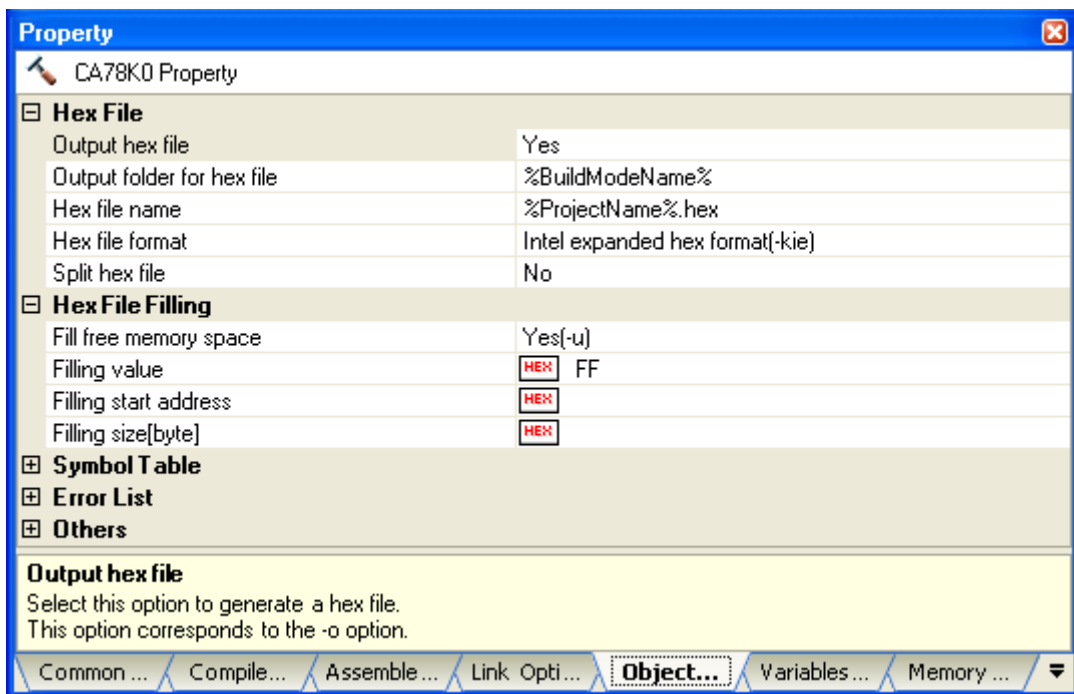 Property
CA78K0 Property
Hex File
Output hex file Yes
Output folder for hex file %BuildModeName%
Hex file name %ProjectName%.hex
Hex file format Intel expanded hex format(-kie)
Split hex file No
Hex File Filling
Fill free memory space Yes(-u)
Filling value HEX FF
Filling start address HEX
Filling size[byte] HEX
Symbol Table
Error List
Others
Output hex file
Select this option to generate a hex file.
This option corresponds to the -o option.
Common ... Compile... Assemble ... Link Opti... Object... Variables... Memory ...